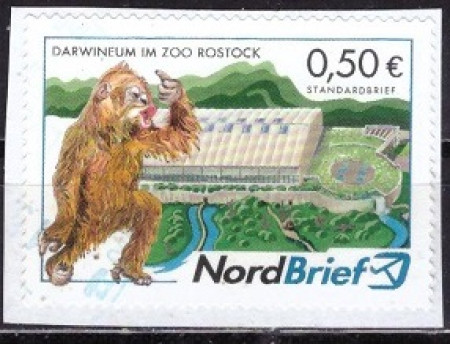 DARWINEUM IM ZOO ROSTOCK
0,50 €
STANDARDBRIEF
NordBrief